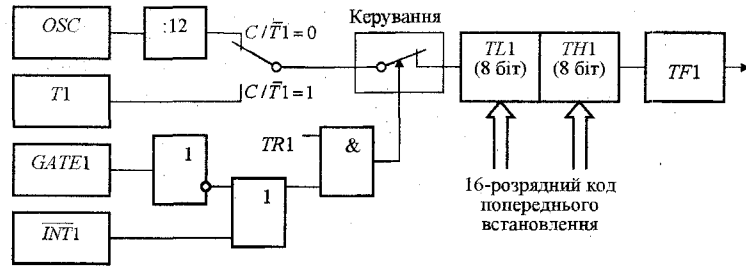 OSC
:12
C/T̅1=0
Керування
TL1
(8 біт)
TH1
(8 біт)
TF1
T1
C/T̅1=1
GATE1
1
TR1
&
1
I̅N̅T̅1
16-розрядний код
попереднього
встановлення